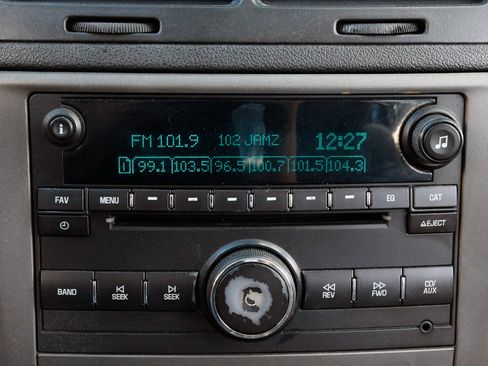 FM 101.9 102 JAMZ 12:27
1 99.1 103.5 96.5 100.7 101.5 104.3
FAV MENU EQ CAT
EJECT
BAND SEEK SEEK REV FWD CD/
AUX